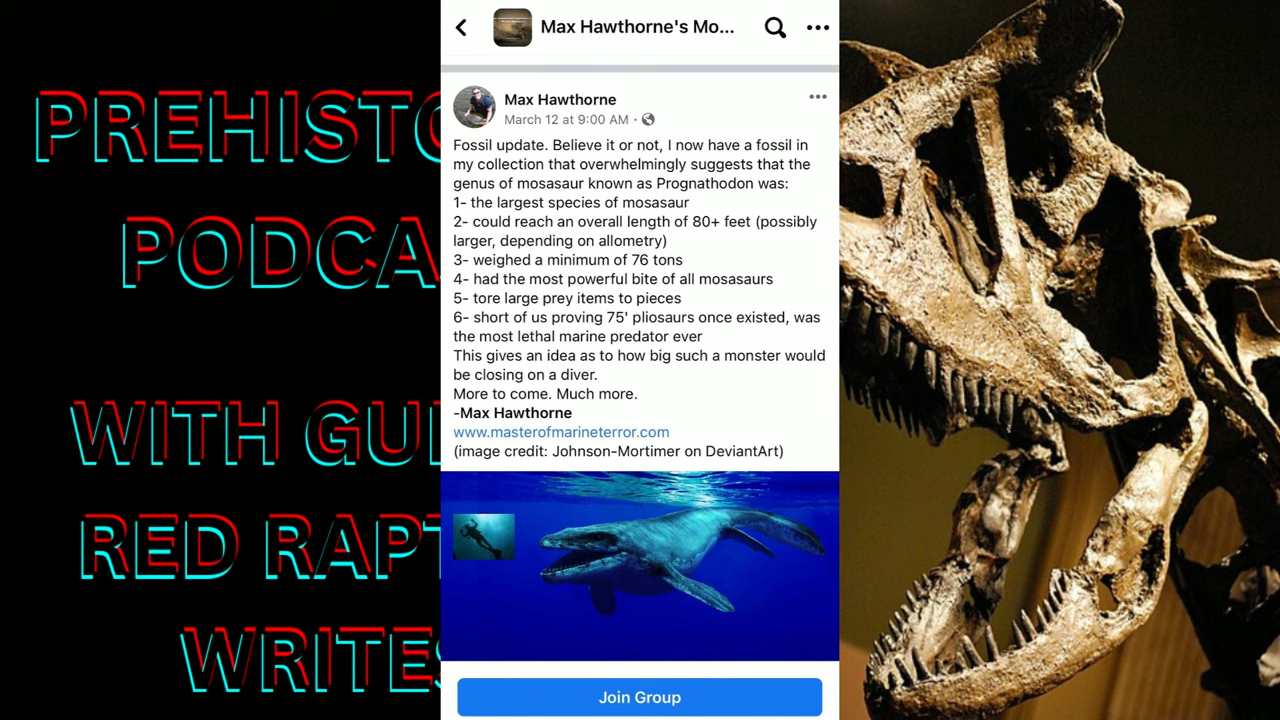 PREHISTO
PODCA
WITH GU
RED RAPT
WRITES
Max Hawthorne's Mo...
Max Hawthorne
March 12 at 9:00 AM ·
Fossil update. Believe it or not, I now have a fossil in
my collection that overwhelmingly suggests that the
genus of mosasaur known as Prognathodon was:
1- the largest species of mosasaur
2- could reach an overall length of 80+ feet (possibly
larger, depending on allometry)
3- weighed a minimum of 76 tons
4- had the most powerful bite of all mosasaurs
5- tore large prey items to pieces
6- short of us proving 75' pliosaurs once existed, was
the most lethal marine predator ever
This gives an idea as to how big such a monster would
be closing on a diver.
More to come. Much more.
-Max Hawthorne
www.masterofmarineterror.com
(image credit: Johnson-Mortimer on DeviantArt)
Join Group